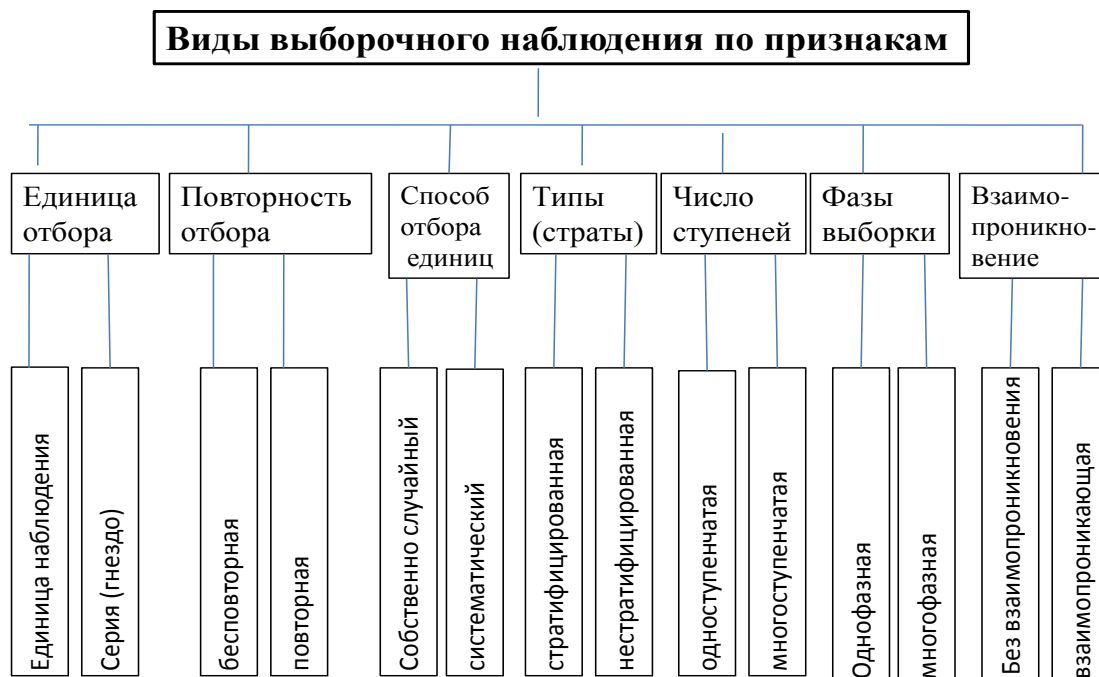 Виды выборочного наблюдения по признакам
Единица
отбора
Повторность
отбора
Способ
отбора
единиц
Типы
(страты)
Число
ступеней
Фазы
выборки
Взаимо-
проникно-
вение
Единица наблюдения
Серия (гнездо)
бесповторная
повторная
Собственно случайный
систематический
стратифицированная
нестратифицированная
одноступенчатая
многоступенчатая
Однофазная
многофазная
Без взаимопроникновения
взаимопроникающая